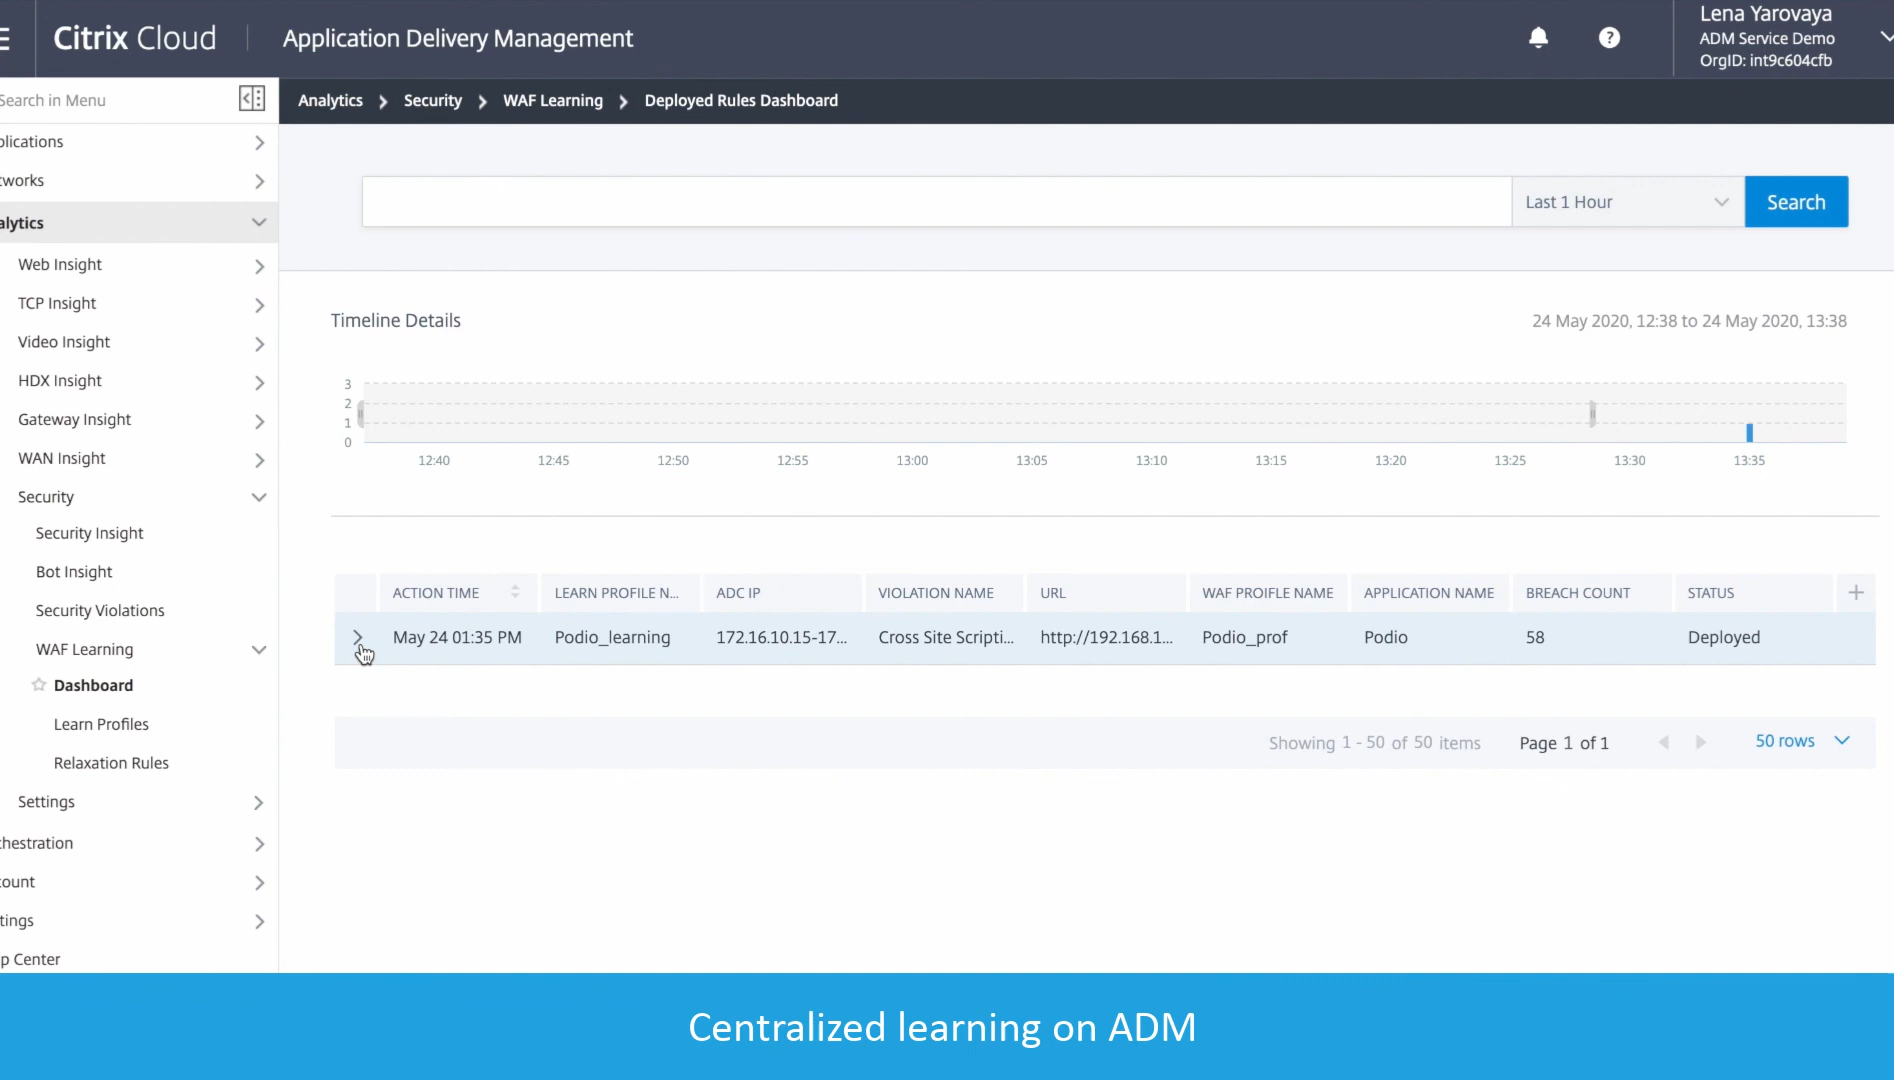 Citrix Cloud
Application Delivery Management
?
Lena Yarovaya
ADM Service Demo
OrgID: int9c604cfb
Search in Menu
Analytics > Security > WAF Learning > Deployed Rules Dashboard
plications
tworks
alytics
Web Insight
TCP Insight
Video Insight
HDX Insight
Gateway Insight
WAN Insight
Security
Security Insight
Bot Insight
Security Violations
WAF Learning
Dashboard
Learn Profiles
Relaxation Rules
Settings
chestration
count
tings
p Center
Last 1 Hour
Search
Timeline Details
24 May 2020, 12:38 to 24 May 2020, 13:38
3
2
1
0
12:40 12:45 12:50 12:55 13:00 13:05 13:10 13:15 13:20 13:25 13:30 13:35
ACTION TIME LEARN PROFILE N... ADC IP VIOLATION NAME URL WAF PROIFLE NAME APPLICATION NAME BREACH COUNT STATUS +
May 24 01:35 PM Podio_learning 172.16.10.15-17... Cross Site Scripti... http://192.168.1... Podio_prof Podio 58 Deployed
Showing 1 - 50 of 50 items Page 1 of 1 50 rows
Centralized learning on ADM